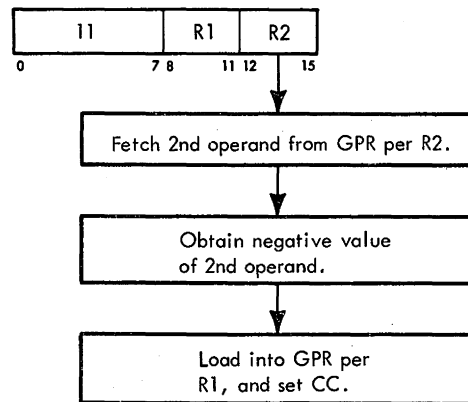 11 R1 R2
0 7 8 11 12 15
Fetch 2nd operand from GPR per R2.
Obtain negative value
of 2nd operand.
Load into GPR per
R1, and set CC.